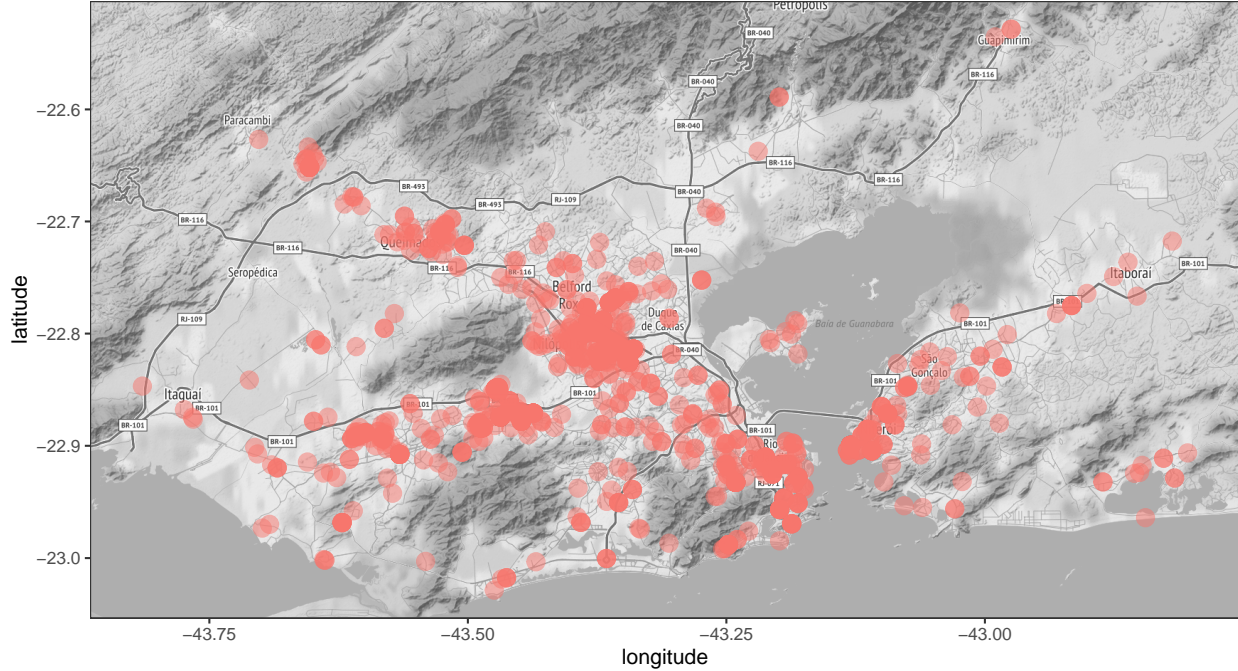 Petrópolis
BR-040
Guapimirim
BR-116
BR-040
−22.6
BR-040
Paracambi
BR-116
BR-116
BR-493
BR-040
BR-493
RJ-109
−22.7
BR-116
BR-116
BR-040
BR-116
BR-116
Seropédica
Itaboraí
BR-101
Belford
Roxo
latitude
RJ-109
Duque
de Caxias
Baía de Guanabara
BR-101
−22.8
BR-040
São
Gonçalo
BR-101
BR-101
Itaguaí
BR-101
BR-101
BR-101
BR-101
BR-101
Rio
−22.9
RJ-071
−23.0
−43.75
−43.50
−43.25
−43.00
longitude